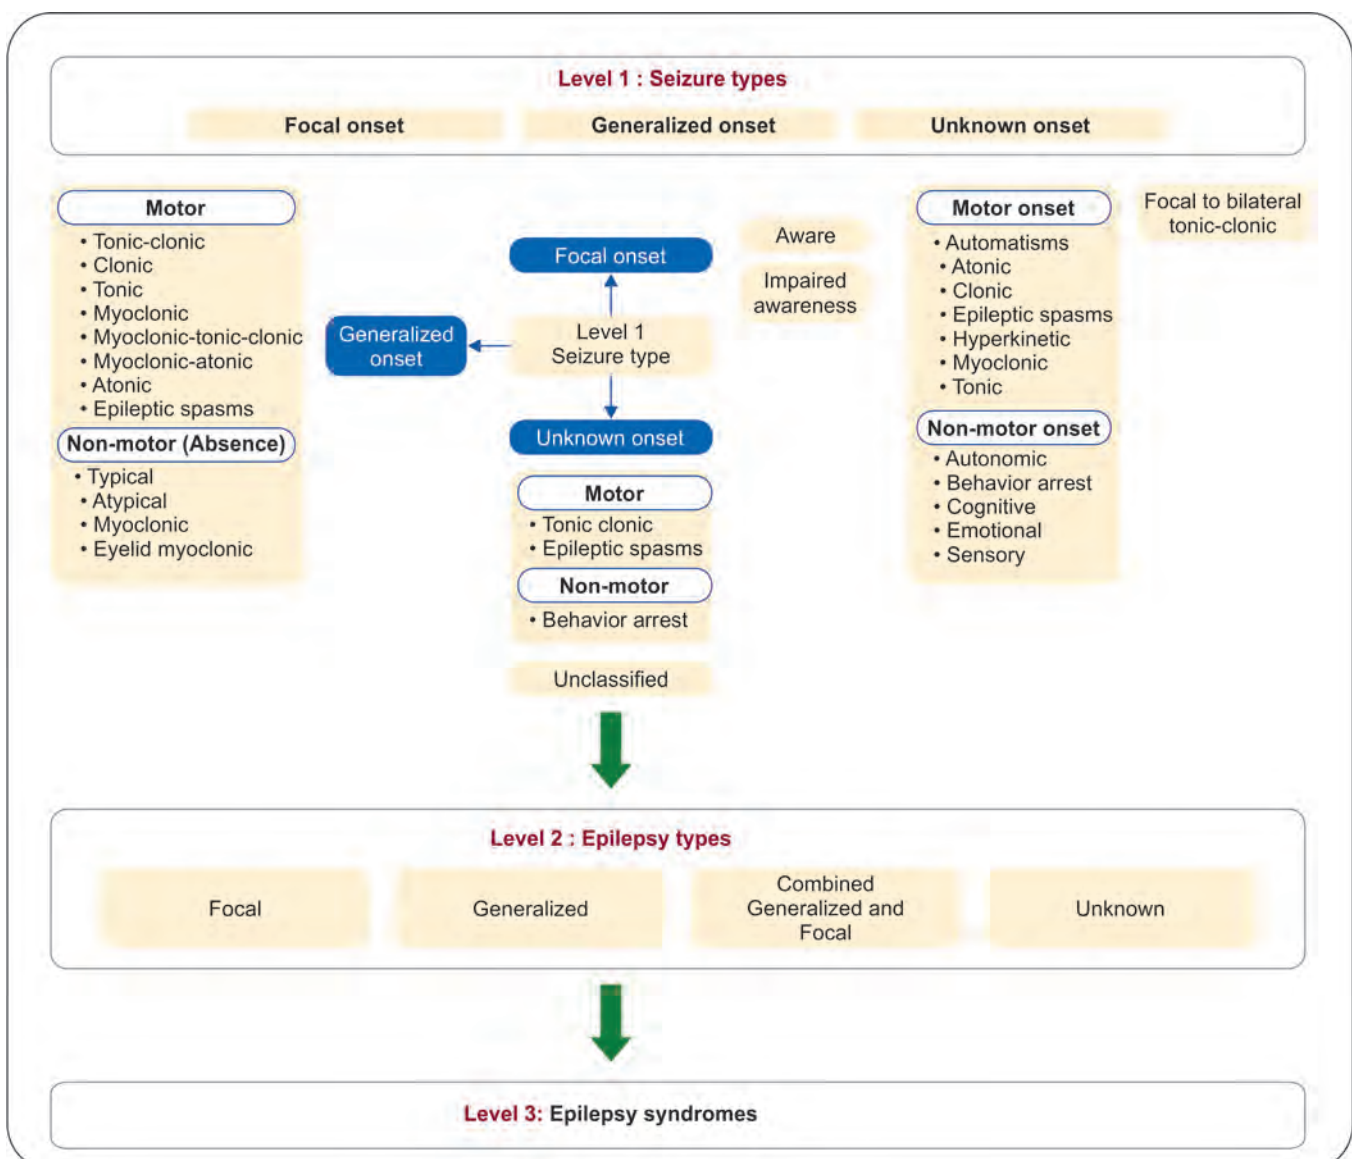 Level 1 : Seizure types
Focal onset
Generalized onset
Unknown onset
Motor
• Tonic-clonic
• Clonic
• Tonic
• Myoclonic
• Myoclonic-tonic-clonic
• Myoclonic-atonic
• Atonic
• Epileptic spasms
Non-motor (Absence)
• Typical
• Atypical
• Myoclonic
• Eyelid myoclonic
Generalized
onset
Focal onset
Level 1
Seizure type
Unknown onset
Motor
• Tonic clonic
• Epileptic spasms
Non-motor
• Behavior arrest
Unclassified
Aware
Impaired
awareness
Motor onset
• Automatisms
• Atonic
• Clonic
• Epileptic spasms
• Hyperkinetic
• Myoclonic
• Tonic
Non-motor onset
• Autonomic
• Behavior arrest
• Cognitive
• Emotional
• Sensory
Focal to bilateral
tonic-clonic
Level 2 : Epilepsy types
Focal
Generalized
Combined
Generalized and
Focal
Unknown
Level 3: Epilepsy syndromes